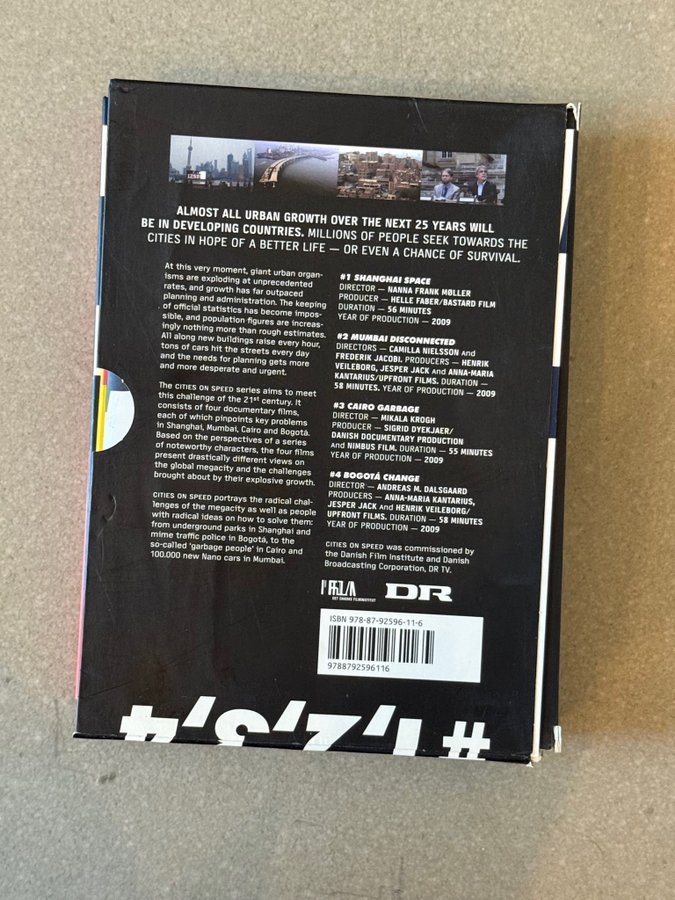 ALMOST ALL URBAN GROWTH OVER THE NEXT 25 YEARS WILL
BE IN DEVELOPING COUNTRIES. MILLIONS OF PEOPLE SEEK TOWARDS THE
CITIES IN HOPE OF A BETTER LIFE — OR EVEN A CHANCE OF SURVIVAL.
At this very moment, giant urban organ-
isms are exploding at unprecedented
rates, and growth has far outpaced
planning and administration. The keeping
of official statistics has become impos-
sible, and population figures are increas-
ingly nothing more than rough estimates.
All along new buildings raise every hour,
tons of cars hit the streets every day
and the needs for planning gets more
and more desperate and urgent.
The CITIES ON SPEED series aims to meet
this challenge of the 21st century. It
consists of four documentary films,
each of which pinpoints key problems
in Shanghai, Mumbai, Cairo and Bogotá.
Based on the perspectives of a series
of noteworthy characters, the four films
present drastically different views on
the global megacity and the challenges
brought about by their explosive growth.
CITIES ON SPEED portrays the radical chal-
lenges of the megacity as well as people
with radical ideas on how to solve them:
from underground parks in Shanghai and
mime traffic police in Bogotá, to the
so-called 'garbage people' in Cairo and
100.000 new Nano cars in Mumbai.
#1 SHANGHAI SPACE
DIRECTOR — NANNA FRANK MØLLER
PRODUCER — HELLE FABER/BASTARD FILM
DURATION — 56 MINUTES
YEAR OF PRODUCTION — 2009
#2 MUMBAI DISCONNECTED
DIRECTORS — CAMILLA NIELSSON and
FREDERIK JACOBI. PRODUCERS — HENRIK
VEILEBORG, JESPER JACK and ANNA-MARIA
KANTARIUS/UPFRONT FILMS. DURATION —
58 MINUTES. YEAR OF PRODUCTION — 2009
#3 CAIRO GARBAGE
DIRECTOR — MIKALA KROGH
PRODUCER — SIGRID DYEKJAER/
DANISH DOCUMENTARY PRODUCTION
and NIMBUS FILM. DURATION — 55 MINUTES
YEAR OF PRODUCTION — 2009
#4 BOGOTÁ CHANGE
DIRECTOR — ANDREAS M. DALSGAARD
PRODUCERS — ANNA-MARIA KANTARIUS,
JESPER JACK and HENRIK VEILEBORG/
UPFRONT FILMS. DURATION — 58 MINUTES
YEAR OF PRODUCTION — 2009
CITIES ON SPEED was commissioned by
the Danish Film Institute and Danish
Broadcasting Corporation, DR TV.
DET DANSKE FILMINSTITUT
DR
ISBN 978-87-92596-11-6
9788792596116
#1,2,3,4